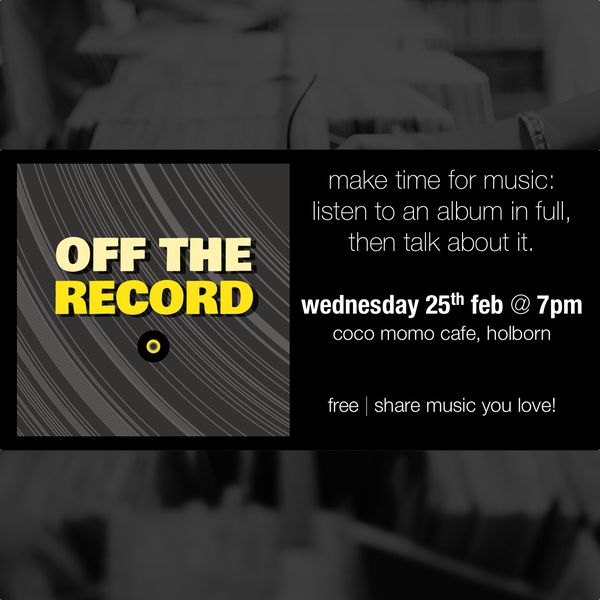 OFF THE
RECORD
make time for music:
listen to an album in full,
then talk about it.
wednesday 25th feb @ 7pm
coco momo cafe, holborn
free | share music you love!